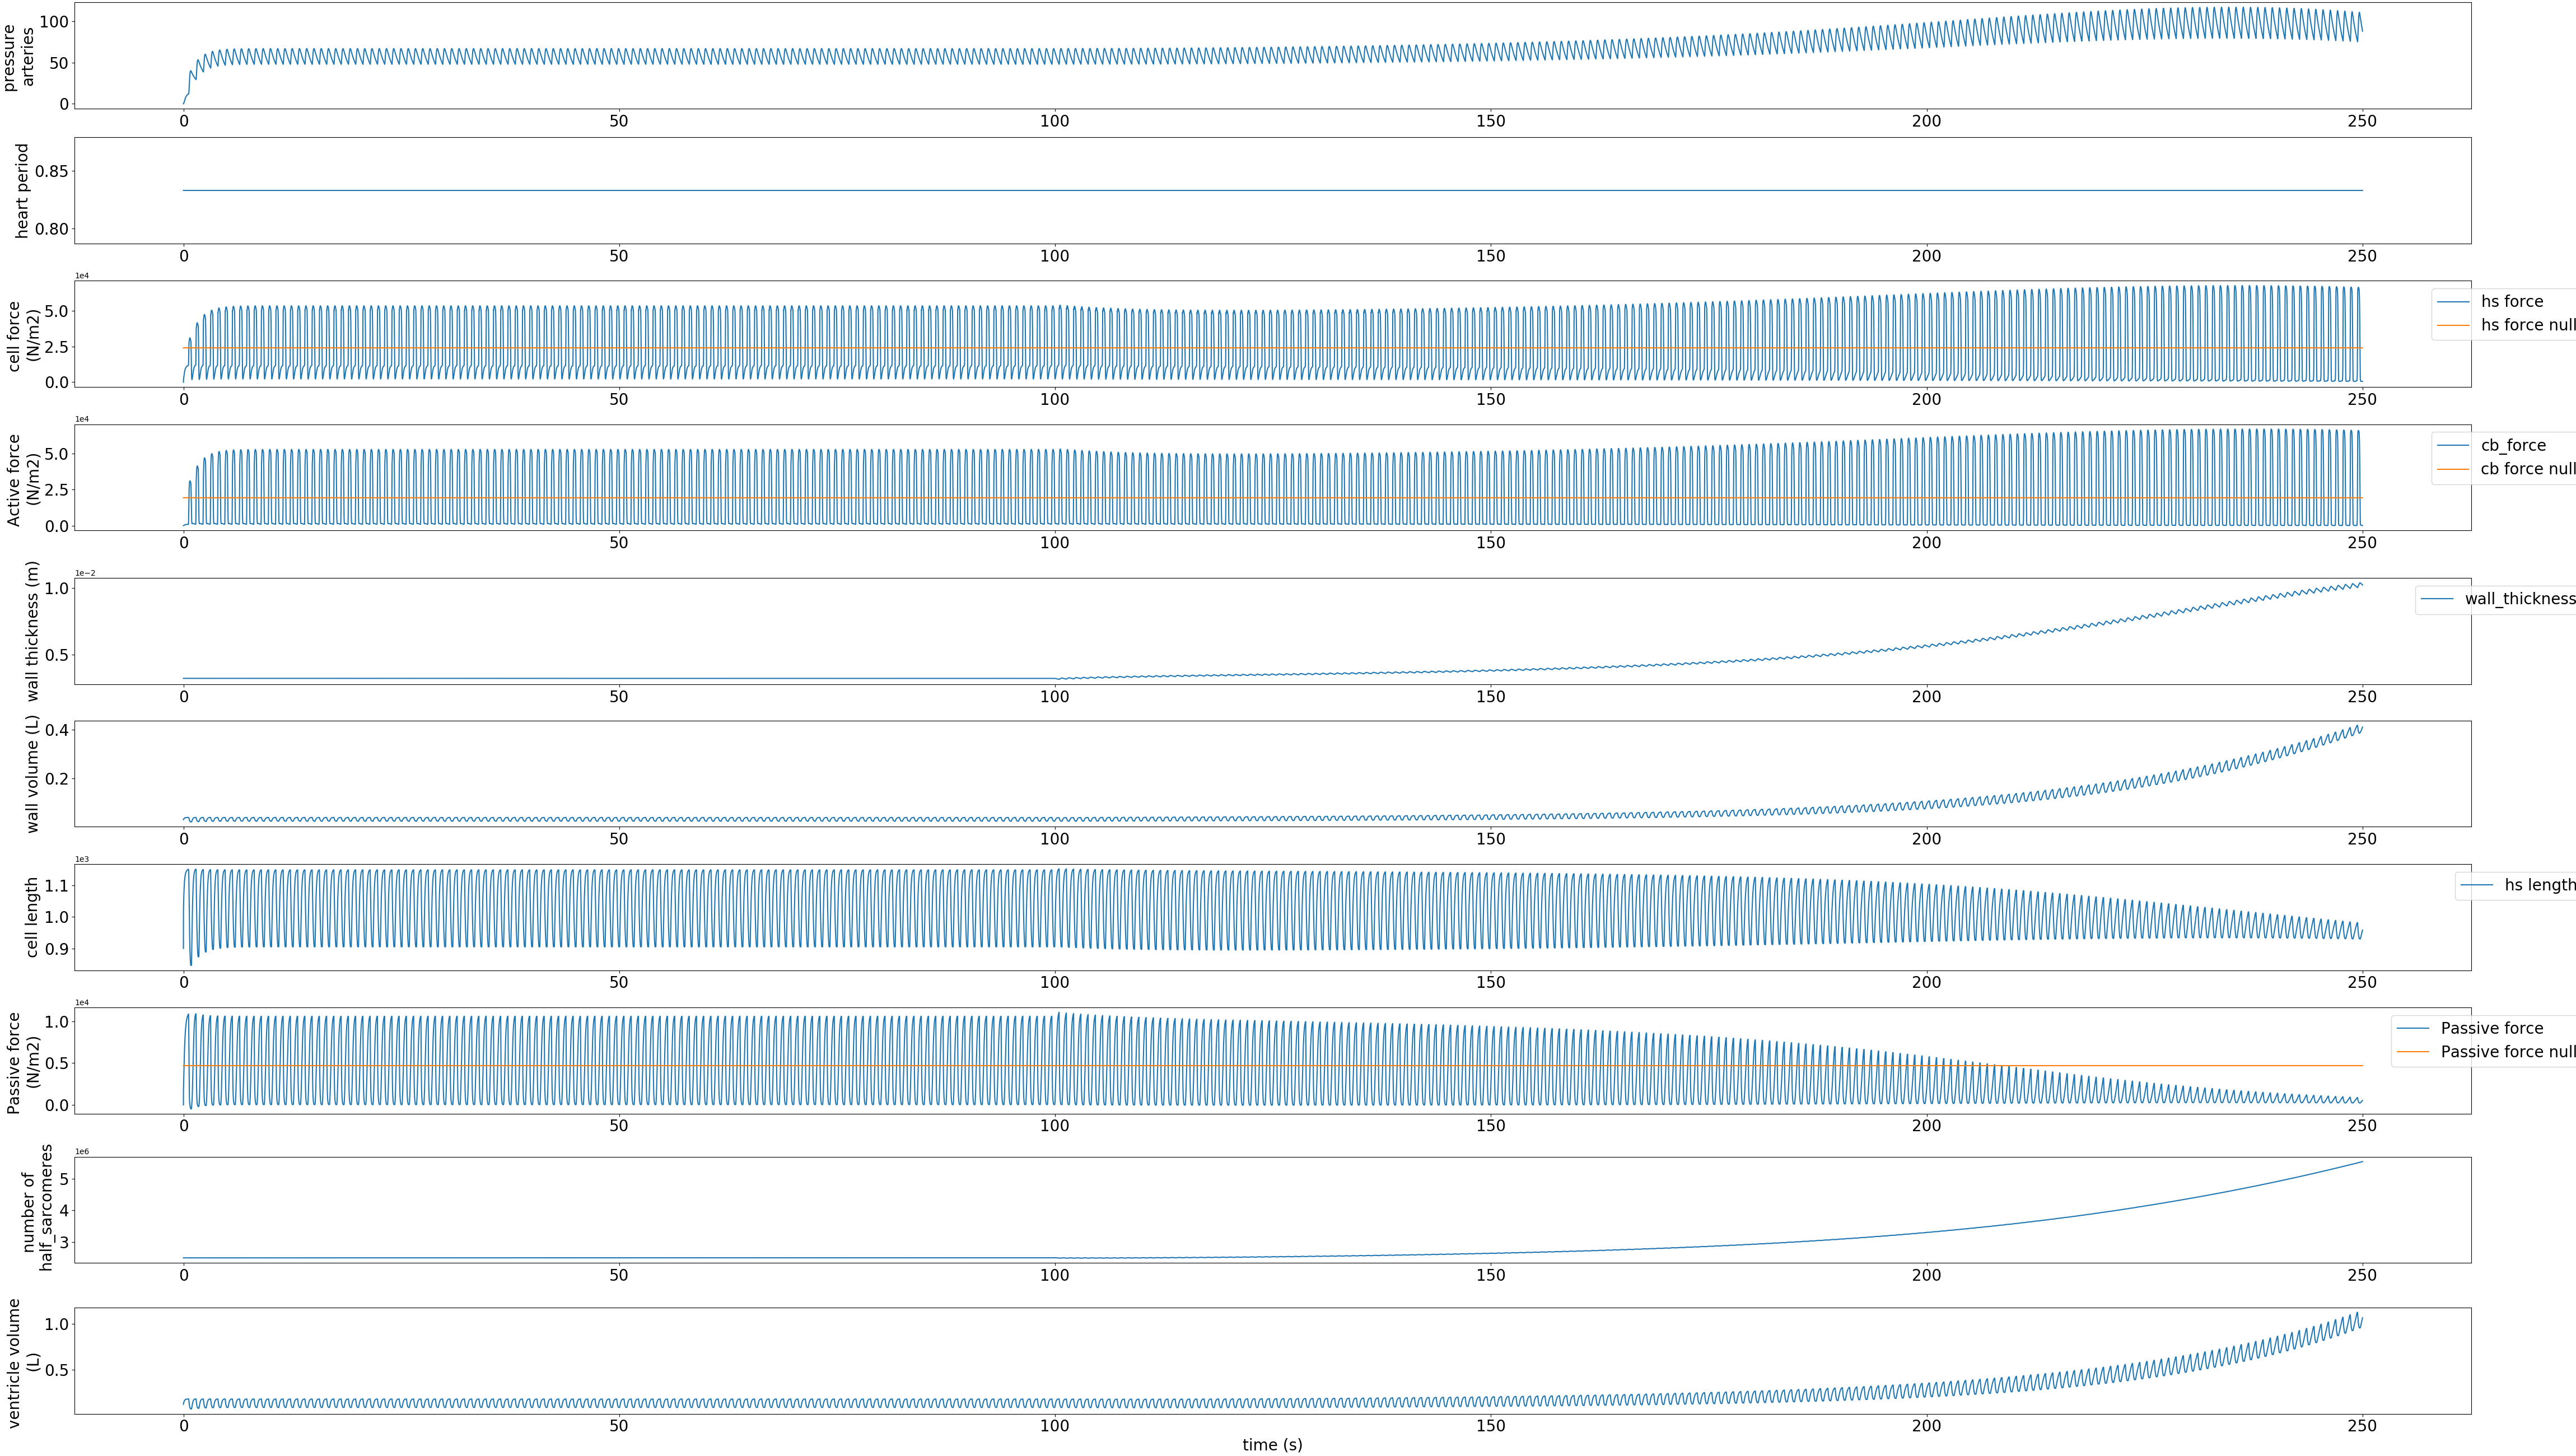 pressure
arteries
100
50
0
0 50 100 150 200 250
heart period
0.85
0.80
0 50 100 150 200 250
1e4
cell force
(N/m2)
5.0
2.5
0.0
hs force
hs force null
0 50 100 150 200 250
1e4
Active force
(N/m2)
5.0
2.5
0.0
cb_force
cb force null
0 50 100 150 200 250
1e−2
wall thickness (m)
1.0
0.5
wall_thickness
0 50 100 150 200 250
wall volume (L)
0.4
0.2
0 50 100 150 200 250
1e3
cell length
1.1
1.0
0.9
hs length
0 50 100 150 200 250
1e4
Passive force
(N/m2)
1.0
0.5
0.0
Passive force
Passive force null
0 50 100 150 200 250
1e6
number of
half_sarcomeres
5
4
3
0 50 100 150 200 250
ventricle volume
(L)
1.0
0.5
0 50 100 150 200 250
time (s)